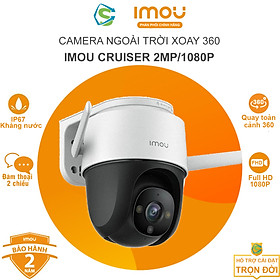 imou
PHÂN PHỐI CHÍNH HÃNG
CAMERA NGOÀI TRỜI XOAY 360
IMOU CRUISER 2MP/1080P
IP67
Kháng nước
360°
Quay toàn cảnh 360
imou
Đàm thoại
2 chiều
FHD
1080P
Full HD
1080P
imou
BẢO HÀNH
2
NĂM
HỖ TRỢ CÀI ĐẶT
TRỌN ĐỜI